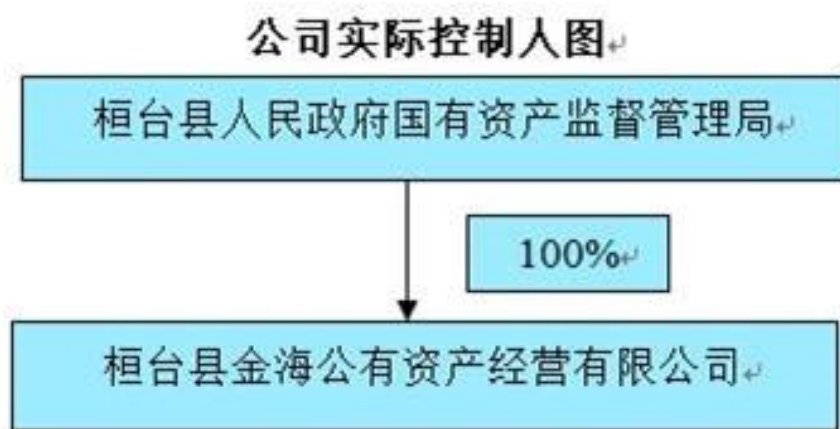 公司实际控制人图
桓台县人民政府国有资产监督管理局
100%
桓台县金海公有资产经营有限公司